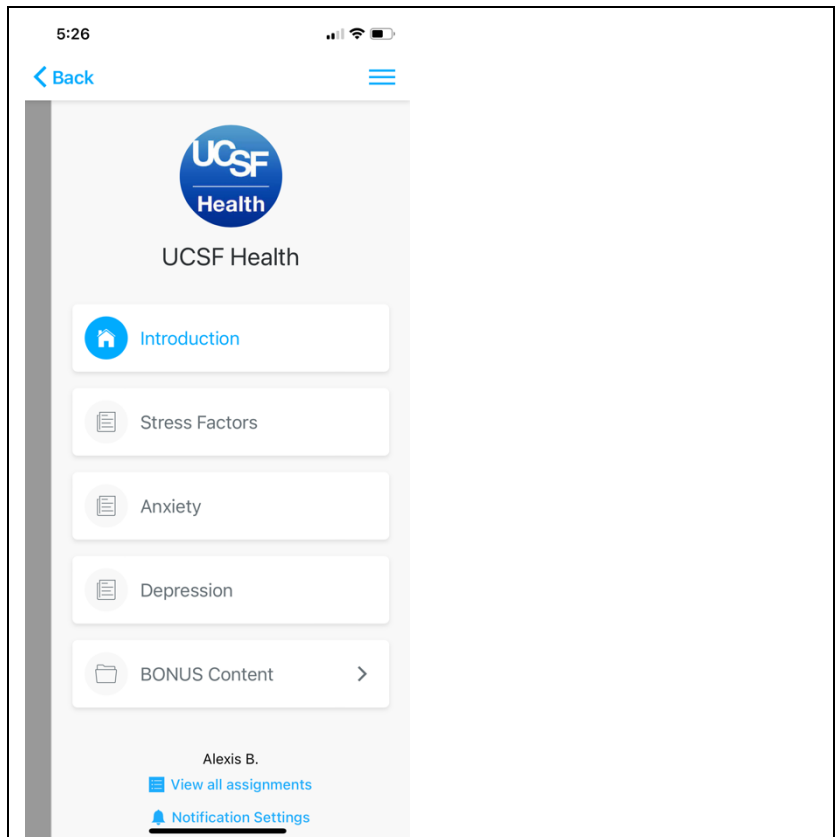 5:26
Back
UCSF
Health
UCSF Health
Introduction
Stress Factors
Anxiety
Depression
BONUS Content
Alexis B.
View all assignments
Notification Settings